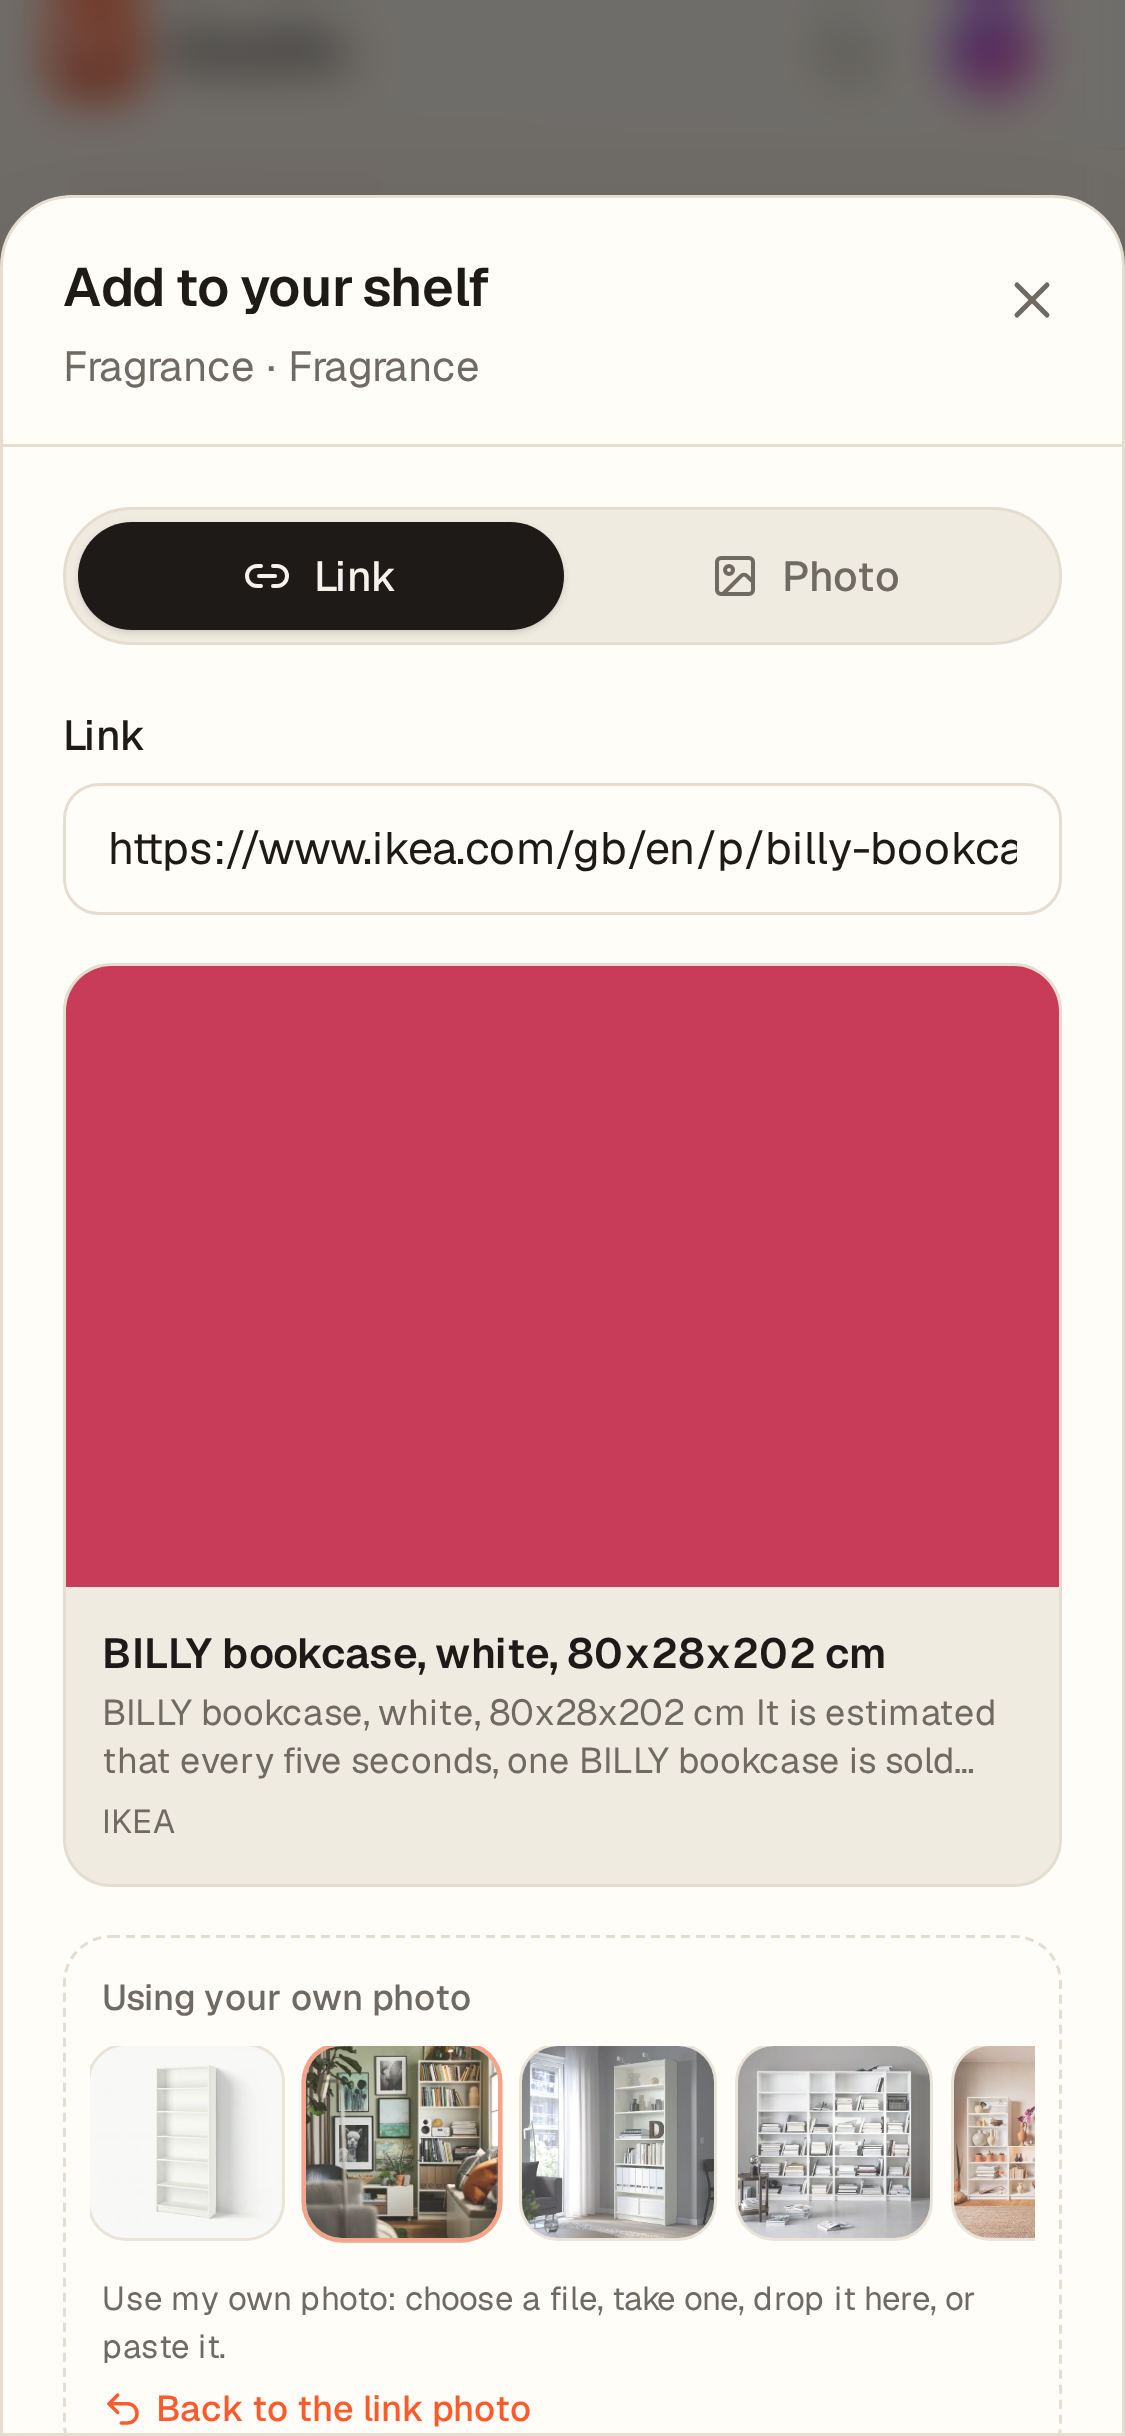 Add to your shelf
Fragrance · Fragrance
Link
Photo
Link
https://www.ikea.com/gb/en/p/billy-bookca
BILLY bookcase, white, 80x28x202 cm
BILLY bookcase, white, 80x28x202 cm It is estimated
that every five seconds, one BILLY bookcase is sold...
IKEA
Using your own photo
Use my own photo: choose a file, take one, drop it here, or
paste it.
Back to the link photo